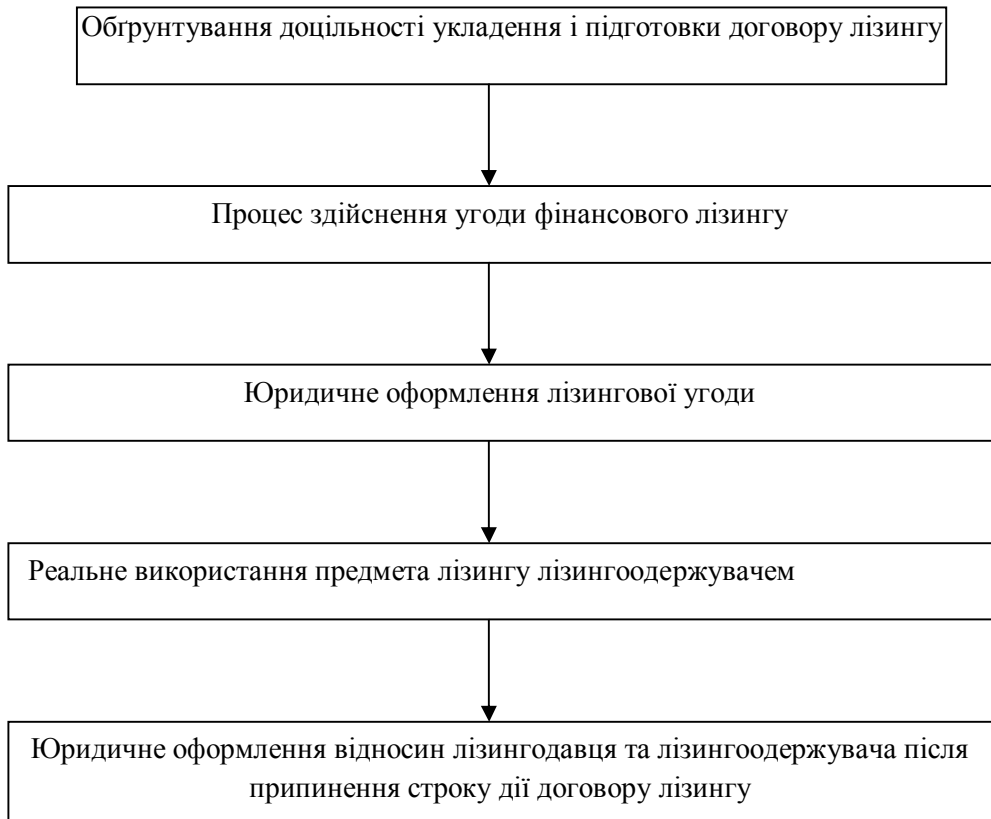 Обґрунтування доцільності укладення і підготовки договору лізингу
Процес здійснення угоди фінансового лізингу
Юридичне оформлення лізингової угоди
Реальне використання предмета лізингу лізингоодержувачем
Юридичне оформлення відносин лізингодавця та лізингоодержувача після
припинення строку дії договору лізингу